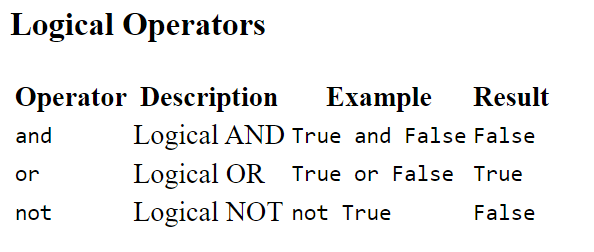 Logical Operators
Operator Description Example Result
and Logical AND True and False False
or Logical OR True or False True
not Logical NOT not True False